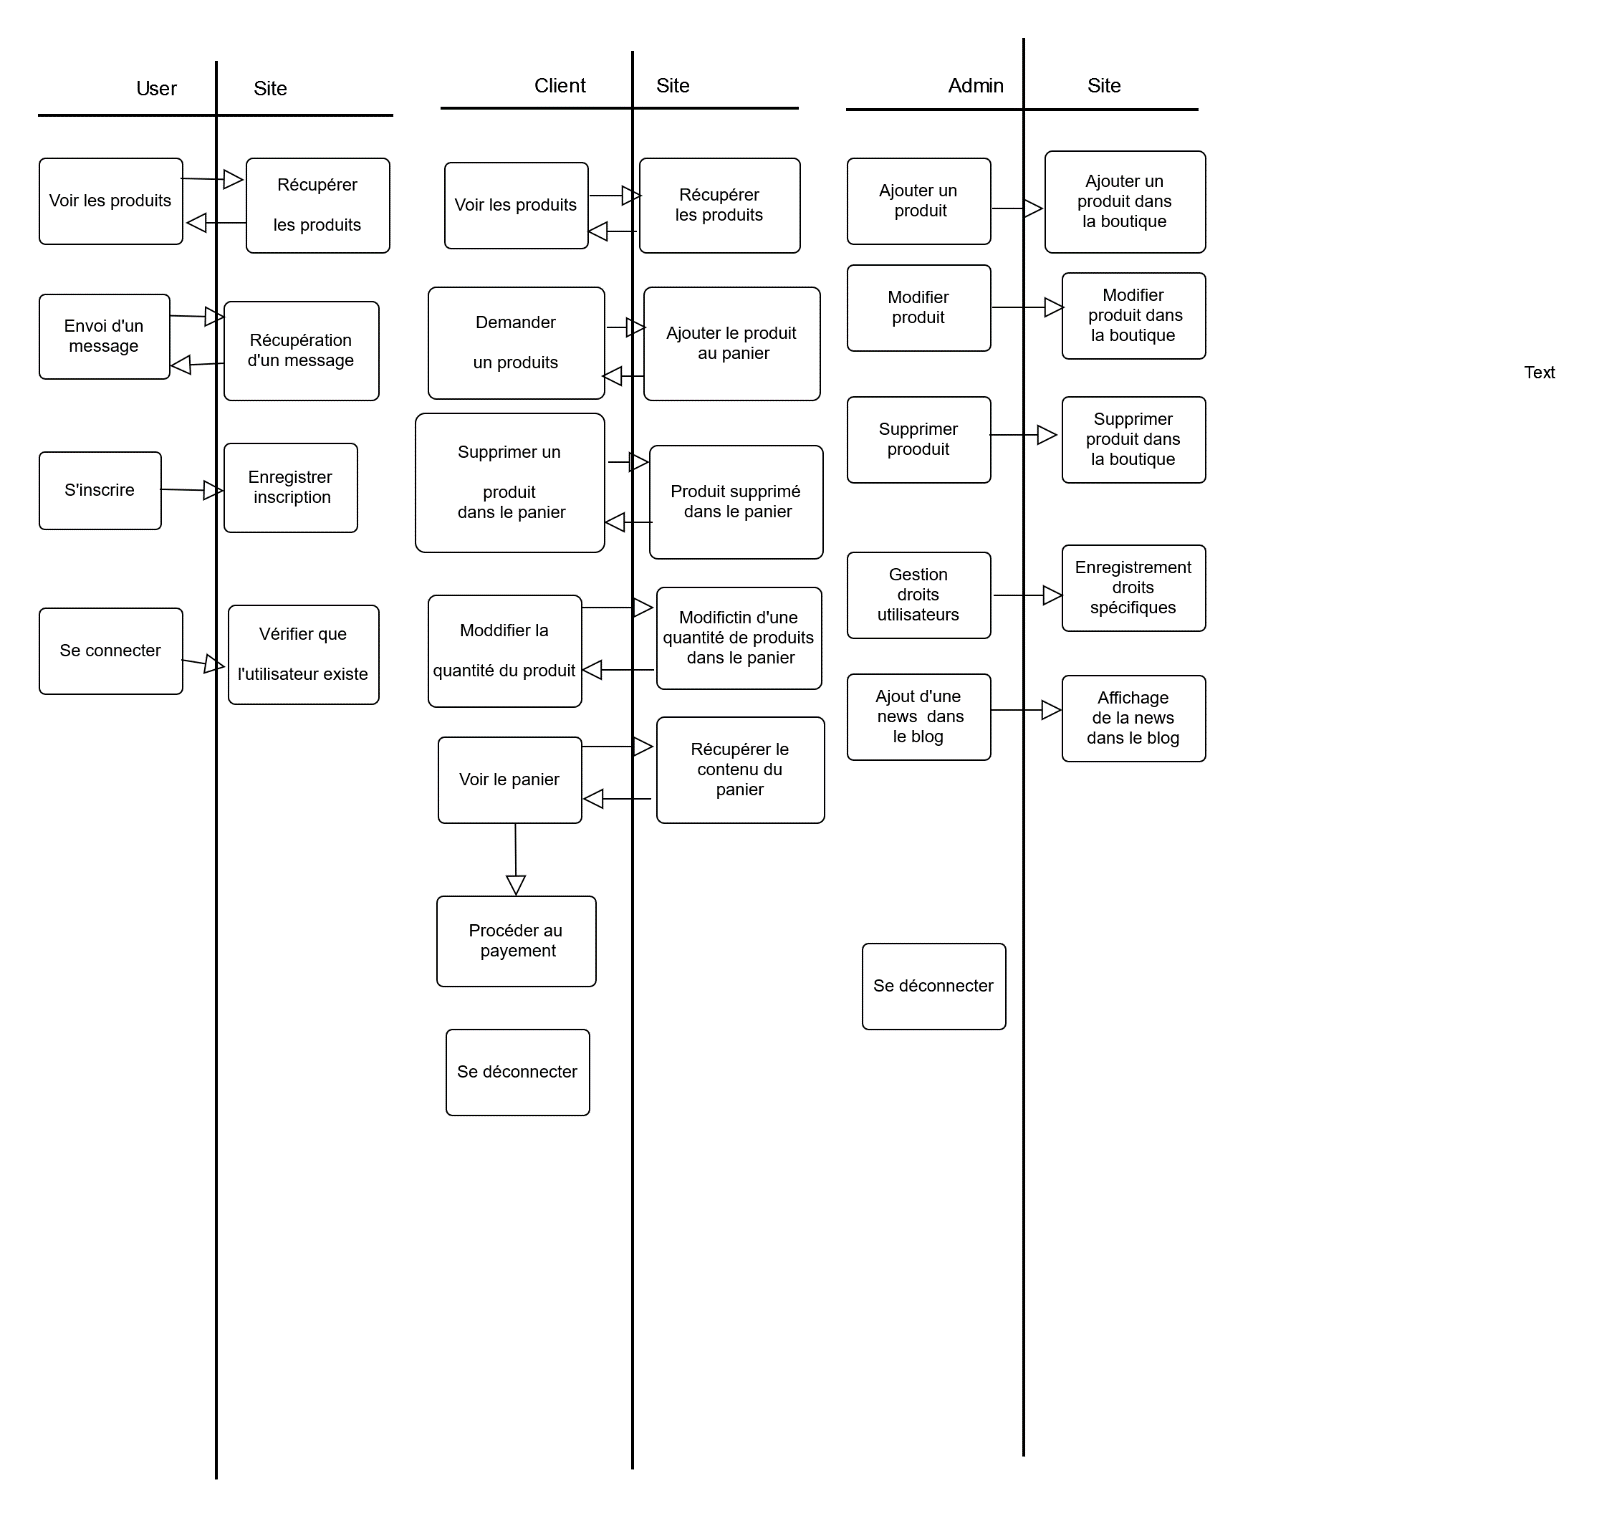 User
Site
Voir les produits
Récupérer
les produits
Envoi d'un
message
Récupération
d'un message
S'inscrire
Enregistrer
inscription
Se connecter
Vérifier que
l'utilisateur existe
Client
Site
Voir les produits
Récupérer
les produits
Demander
un produits
Ajouter le produit
au panier
Supprimer un
produit
dans le panier
Produit supprimé
dans le panier
Moddifier la
quantité du produit
Modifictin d'une
quantité de produits
dans le panier
Voir le panier
Récupérer le
contenu du
panier
Procéder au
payement
Se déconnecter
Admin
Site
Ajouter un
produit
Ajouter un
produit dans
la boutique
Modifier
produit
Modifier
produit dans
la boutique
Supprimer
prooduit
Supprimer
produit dans
la boutique
Gestion
droits
utilisateurs
Enregistrement
droits
spécifiques
Ajout d'une
news  dans
le blog
Affichage
de la news
dans le blog
Se déconnecter
Text